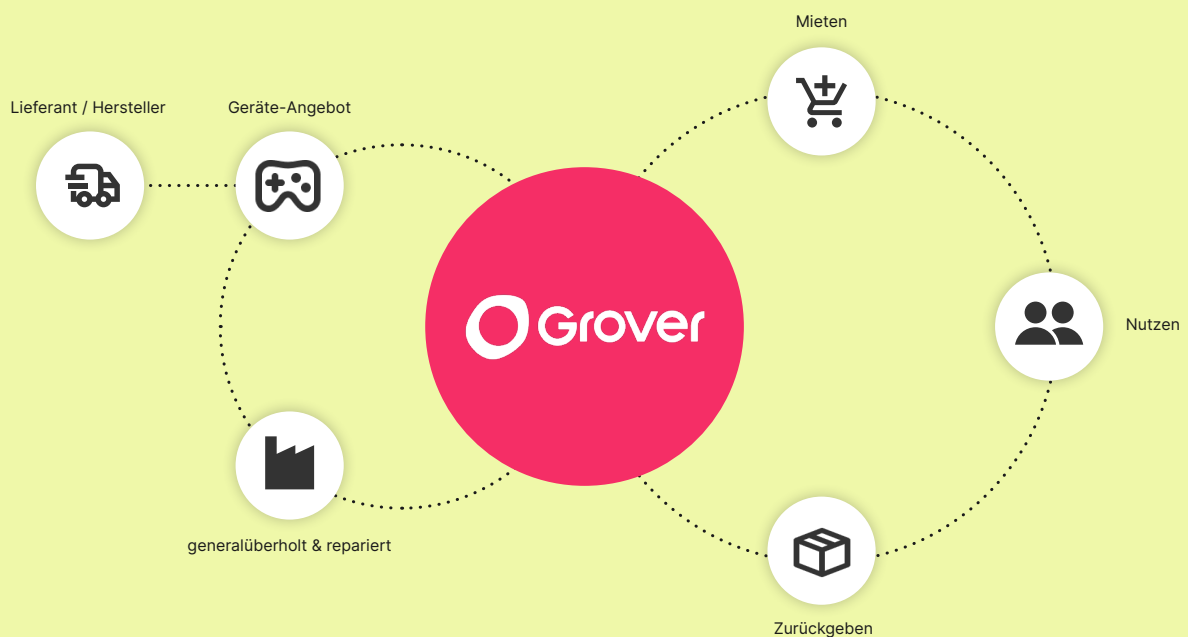 Mieten
Lieferant / Hersteller
Geräte-Angebot
Grover
Nutzen
generalüberholt & repariert
Zurückgeben